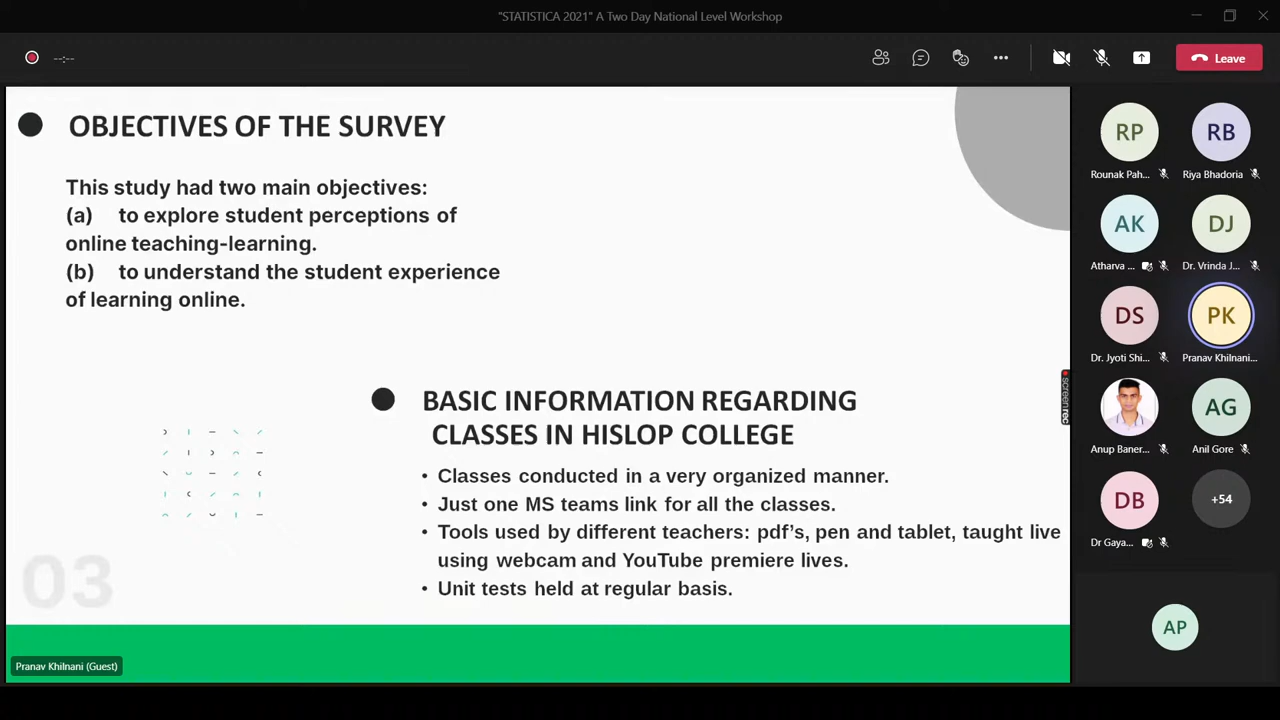 "STATISTICA 2021" A Two Day National Level Workshop
--:--
Leave
OBJECTIVES OF THE SURVEY
This study had two main objectives:
(a) to explore student perceptions of
online teaching-learning.
(b) to understand the student experience
of learning online.
BASIC INFORMATION REGARDING
CLASSES IN HISLOP COLLEGE
• Classes conducted in a very organized manner.
• Just one MS teams link for all the classes.
• Tools used by different teachers: pdf's, pen and tablet, taught live
using webcam and YouTube premiere lives.
• Unit tests held at regular basis.
03
Pranav Khilnani (Guest)
screenrec
RP
RB
Rounak Pah...
Riya Bhadoria
AK
DJ
Atharva ...
Dr. Vrinda J...
DS
PK
Dr. Jyoti Shi...
Pranav Khilnani...
AG
Anup Baner...
Anil Gore
DB
+54
Dr Gaya...
AP